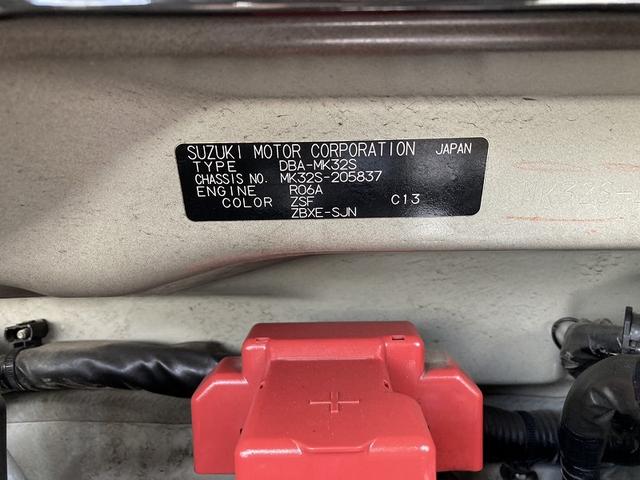 SUZUKI MOTOR CORPORATION JAPAN
TYPE DBA-MK32S
CHASSIS NO. MK32S-205837
ENGINE R06A
COLOR ZSF C13
ZBXE-SJN
+